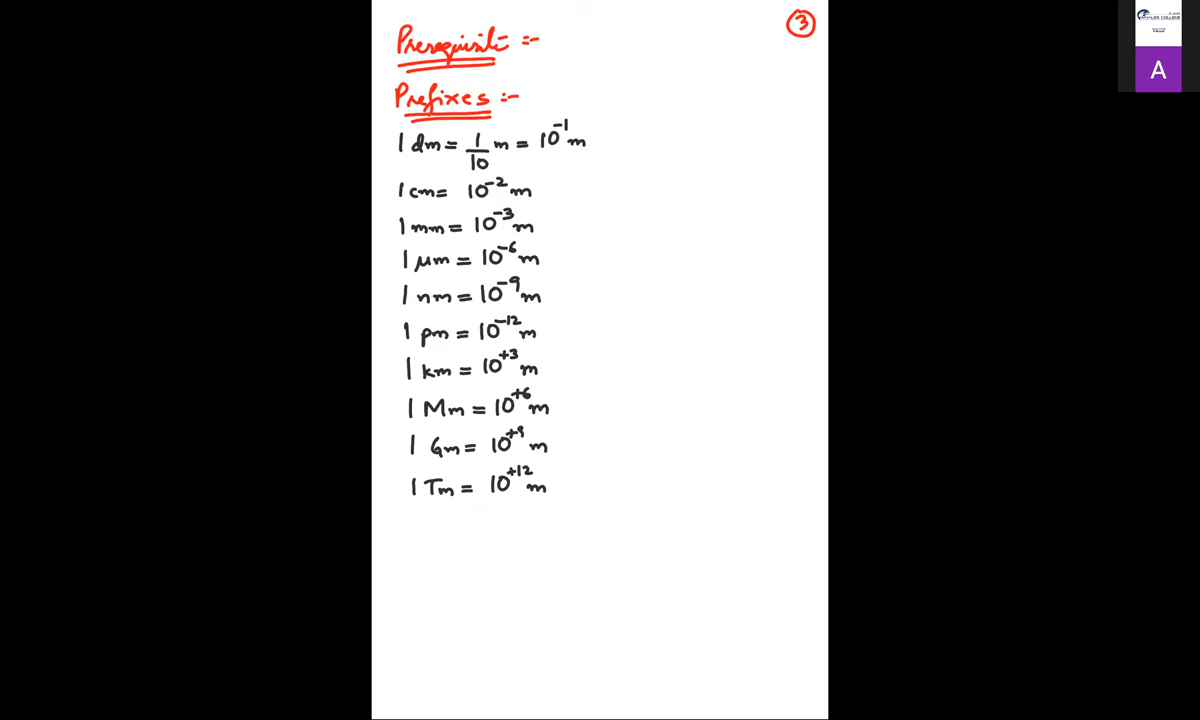 ③
Prerequisite :-
Prefixes :-
1 dm = 1/10 m = 10⁻¹ m
1 cm = 10⁻² m
1 mm = 10⁻³ m
1 μm = 10⁻⁶ m
1 nm = 10⁻⁹ m
1 pm = 10⁻¹² m
1 km = 10⁺³ m
1 Mm = 10⁺⁶ m
1 Gm = 10⁺⁹ m
1 Tm = 10⁺¹² m
COLLEGE
A